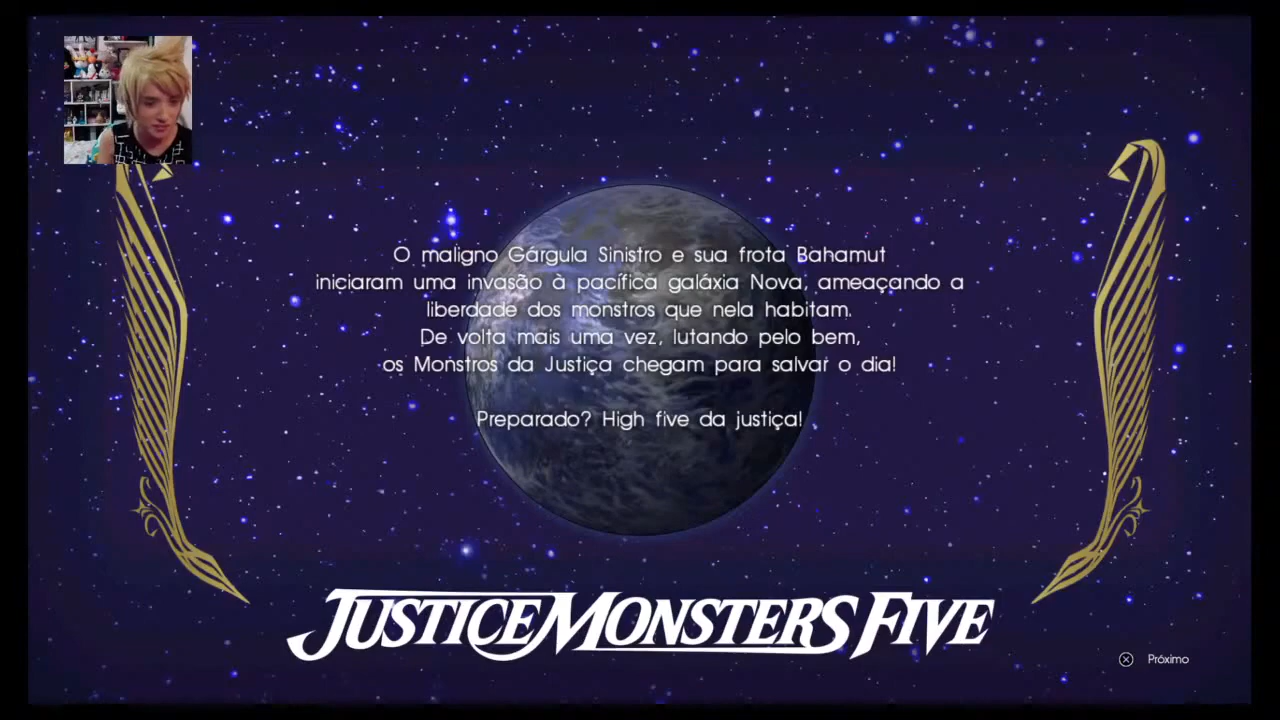 O maligno Gárgula Sinistro e sua frota Bahamut
iniciaram uma invasão à pacífica galáxia Nova, ameaçando a
liberdade dos monstros que nela habitam.
De volta mais uma vez, lutando pelo bem,
os Monstros da Justiça chegam para salvar o dia!
Preparado? High five da justiça!
JUSTICE MONSTERS FIVE
Próximo